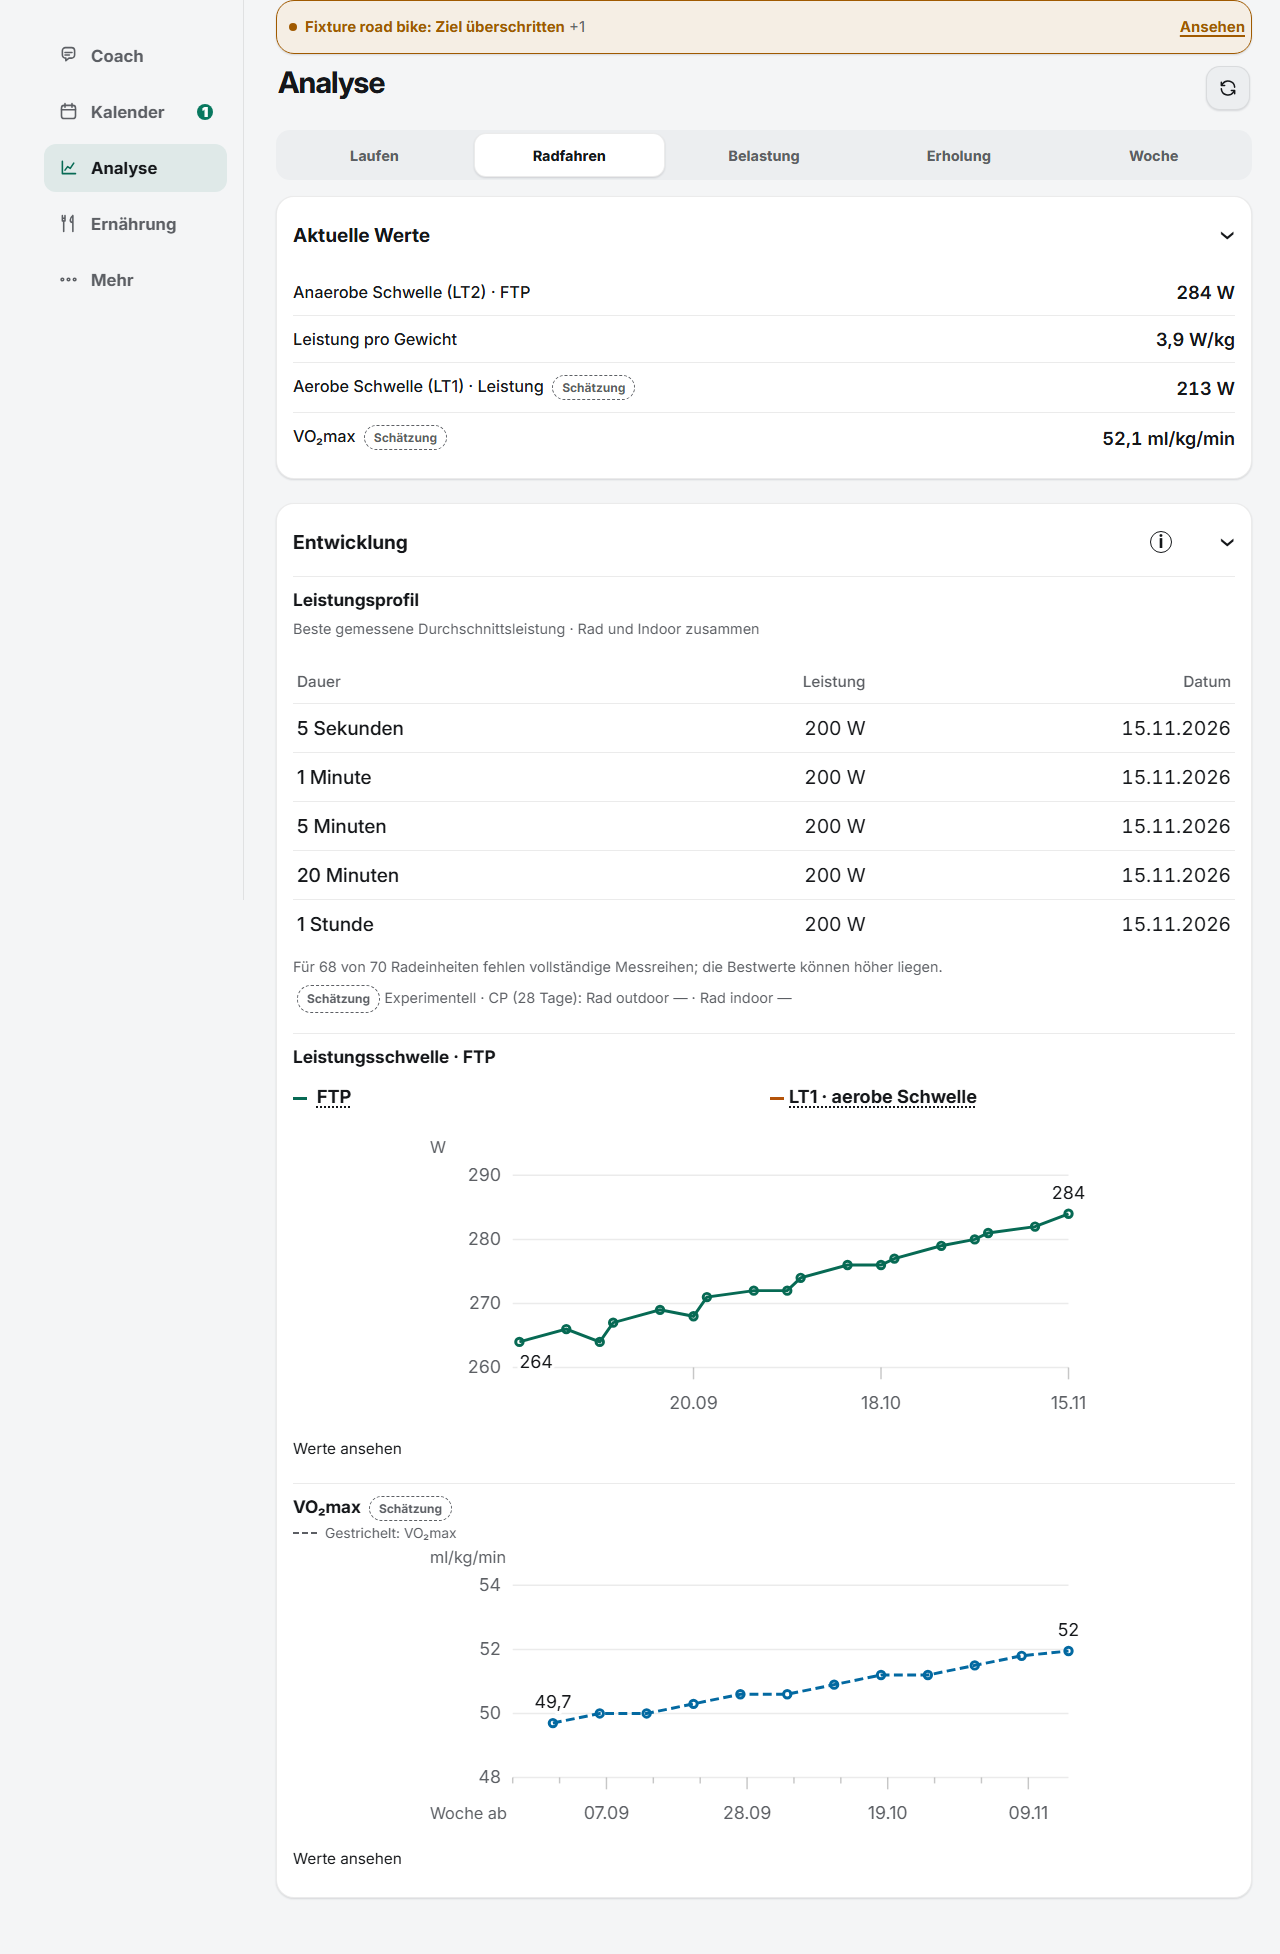 Fixture road bike: Ziel überschritten +1
Ansehen
Coach
Kalender 1
Analyse
Ernährung
Mehr
Analyse
Laufen Radfahren Belastung Erholung Woche
Aktuelle Werte
Anaerobe Schwelle (LT2) · FTP 284 W
Leistung pro Gewicht 3,9 W/kg
Aerobe Schwelle (LT1) · Leistung Schätzung 213 W
VO₂max Schätzung 52,1 ml/kg/min
Entwicklung
Leistungsprofil
Beste gemessene Durchschnittsleistung · Rad und Indoor zusammen
Dauer Leistung Datum
5 Sekunden 200 W 15.11.2026
1 Minute 200 W 15.11.2026
5 Minuten 200 W 15.11.2026
20 Minuten 200 W 15.11.2026
1 Stunde 200 W 15.11.2026
Für 68 von 70 Radeinheiten fehlen vollständige Messreihen; die Bestwerte können höher liegen.
Schätzung Experimentell · CP (28 Tage): Rad outdoor — · Rad indoor —
Leistungsschwelle · FTP
FTP LT1 · aerobe Schwelle
W
290
284
280
270
264
260
20.09 18.10 15.11
Werte ansehen
VO₂max Schätzung
Gestrichelt: VO₂max
ml/kg/min
54
52
52
49,7
50
48
Woche ab 07.09 28.09 19.10 09.11
Werte ansehen